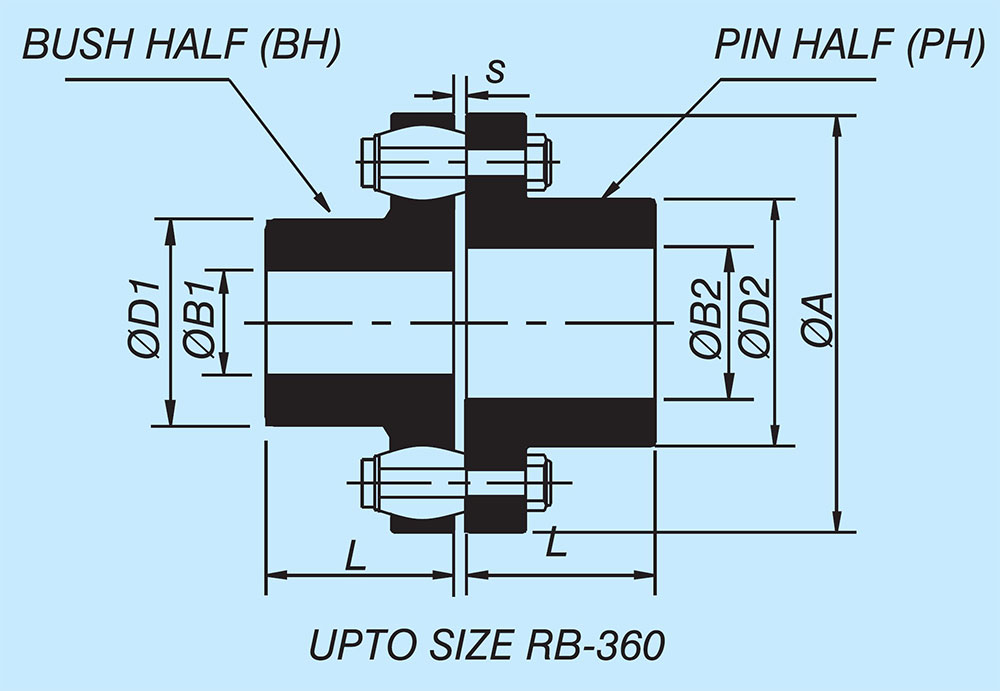 BUSH HALF (BH)
PIN HALF (PH)
s
ØD1
ØB1
ØB2
ØD2
ØA
L
L
UPTO SIZE RB-360